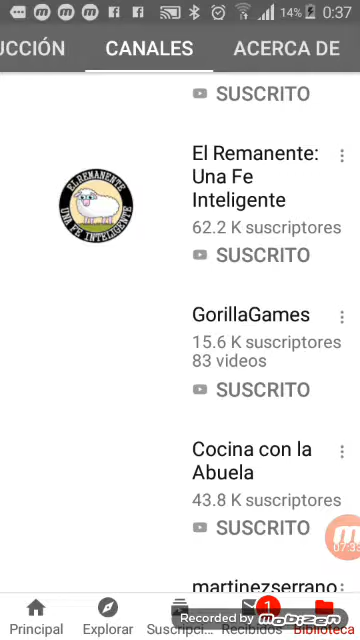 14% 0:37
UCCIÓN CANALES ACERCA DE
SUSCRITO
EL REMANENTE
UNA FE INTELIGENTE
El Remanente:
Una Fe
Inteligente
62.2 K suscriptores
SUSCRITO
GorillaGames
15.6 K suscriptores
83 videos
SUSCRITO
Cocina con la
Abuela
43.8 K suscriptores
SUSCRITO
martinezserrano
1
Recorded by mobizen
Principal Explorar Suscripci... Recibidos Biblioteca